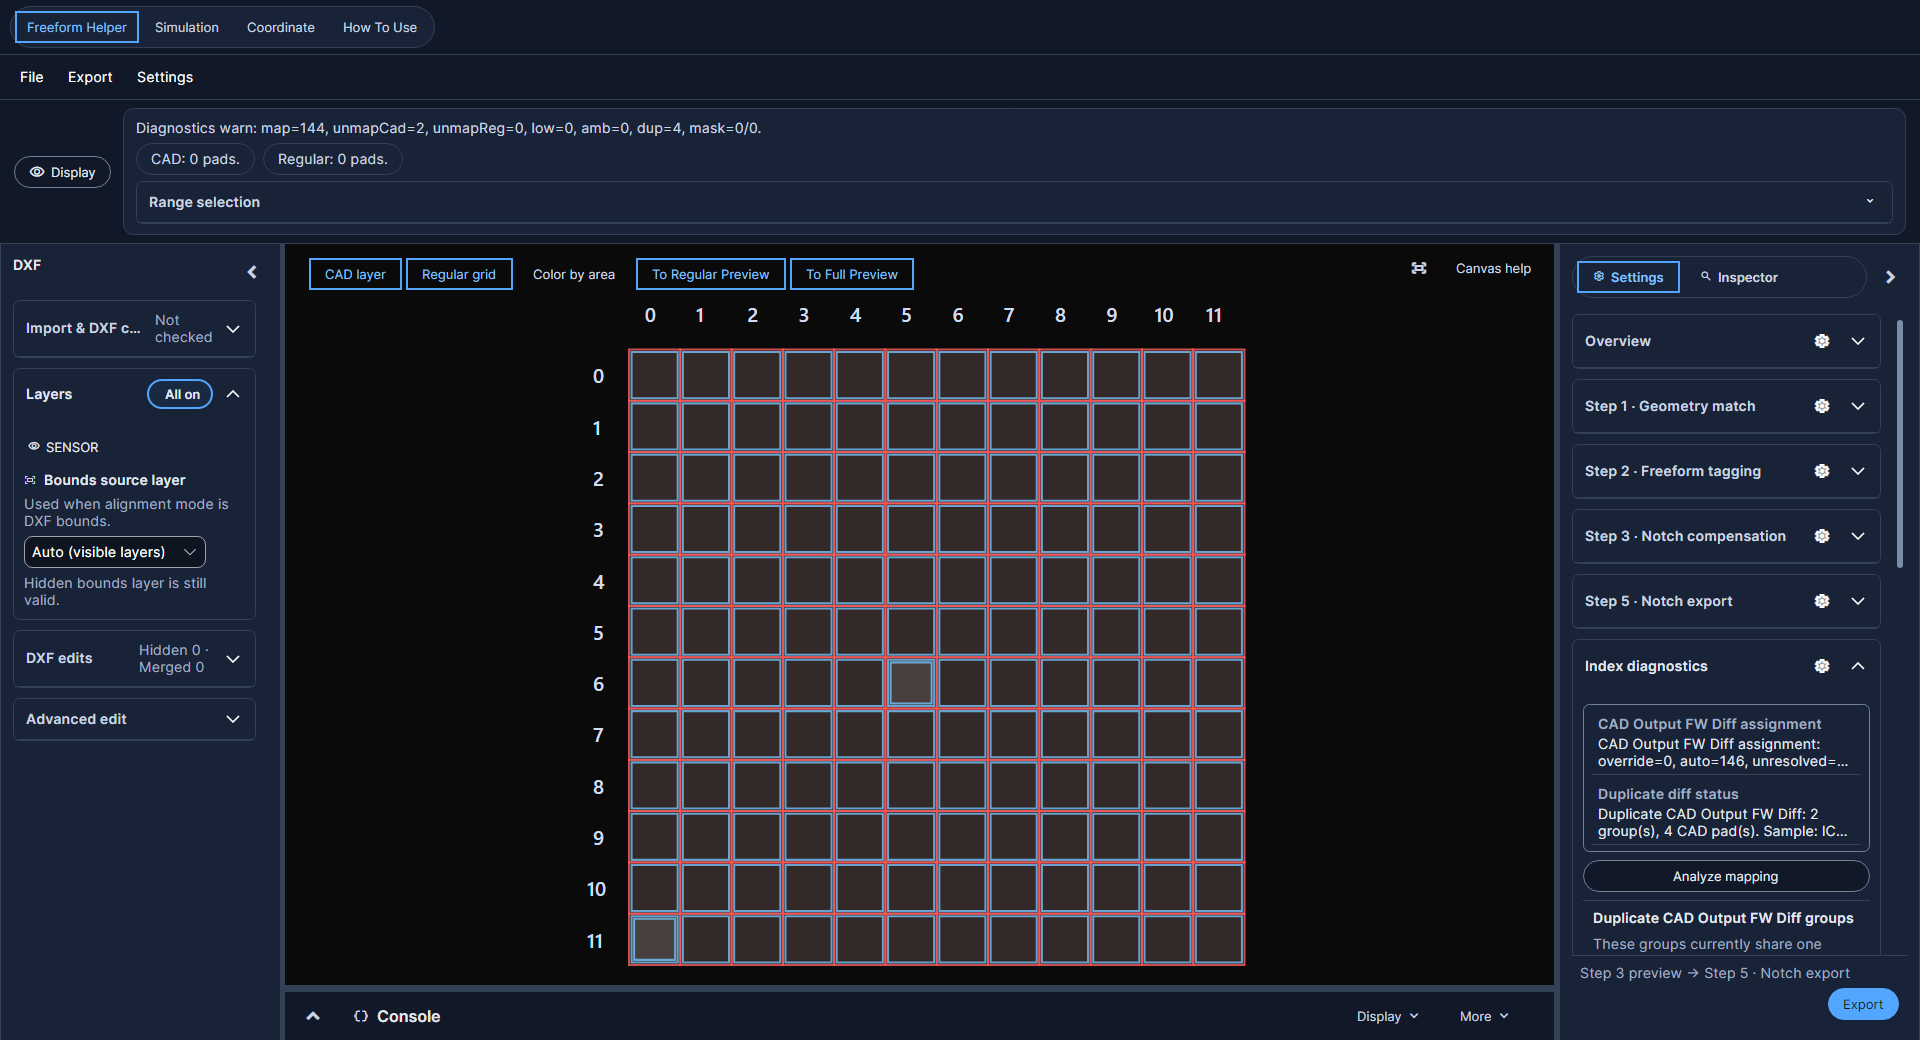 Freeform Helper
Simulation
Coordinate
How To Use
File
Export
Settings
Display
Diagnostics warn: map=144, unmapCad=2, unmapReg=0, low=0, amb=0, dup=4, mask=0/0.
CAD: 0 pads.
Regular: 0 pads.
Range selection
DXF
Import & DXF c...
Not checked
Layers
All on
SENSOR
Bounds source layer
Used when alignment mode is
DXF bounds.
Auto (visible layers)
Hidden bounds layer is still
valid.
DXF edits
Hidden 0 ·
Merged 0
Advanced edit
CAD layer
Regular grid
Color by area
To Regular Preview
To Full Preview
Canvas help
0 1 2 3 4 5 6 7 8 9 10 11
0
1
2
3
4
5
6
7
8
9
10
11
Console
Display
More
Settings
Inspector
Overview
Step 1 · Geometry match
Step 2 · Freeform tagging
Step 3 · Notch compensation
Step 5 · Notch export
Index diagnostics
CAD Output FW Diff assignment
CAD Output FW Diff assignment:
override=0, auto=146, unresolved=...
Duplicate diff status
Duplicate CAD Output FW Diff: 2
group(s), 4 CAD pad(s). Sample: IC...
Analyze mapping
Duplicate CAD Output FW Diff groups
These groups currently share one
Step 3 preview → Step 5 · Notch export
Export